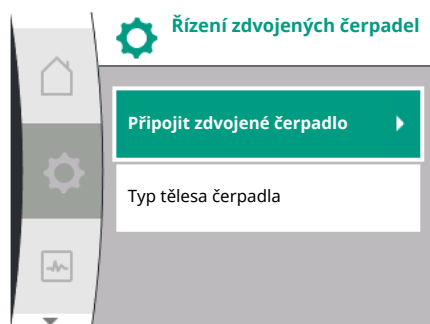 Řízení zdvojených čerpadel
Připojit zdvojené čerpadlo
Typ tělesa čerpadla